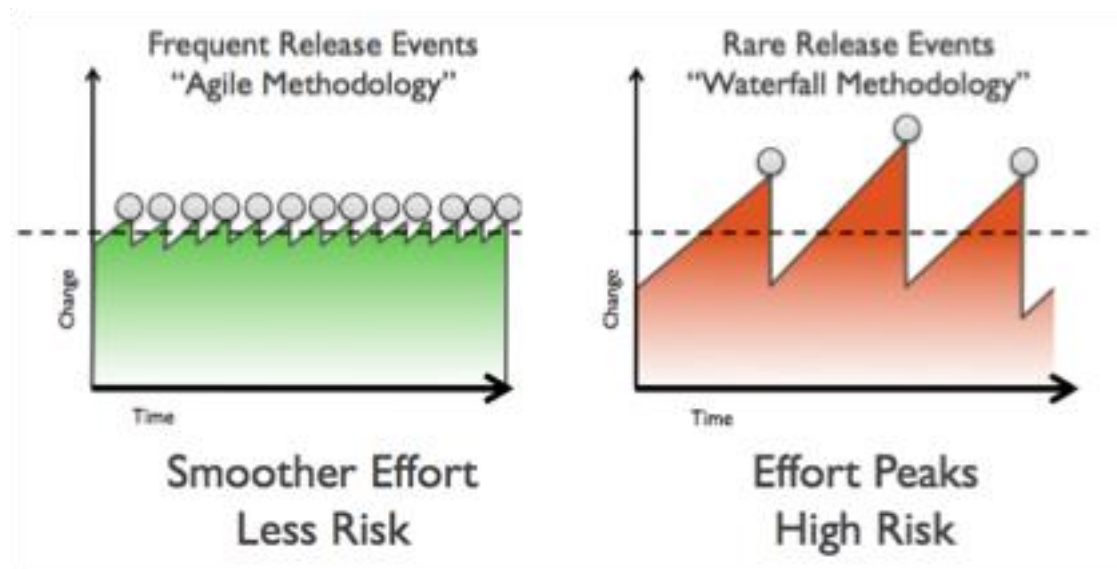 Frequent Release Events
“Agile Methodology”
Change
Time
Smoother Effort
Less Risk
Rare Release Events
“Waterfall Methodology”
Change
Time
Effort Peaks
High Risk